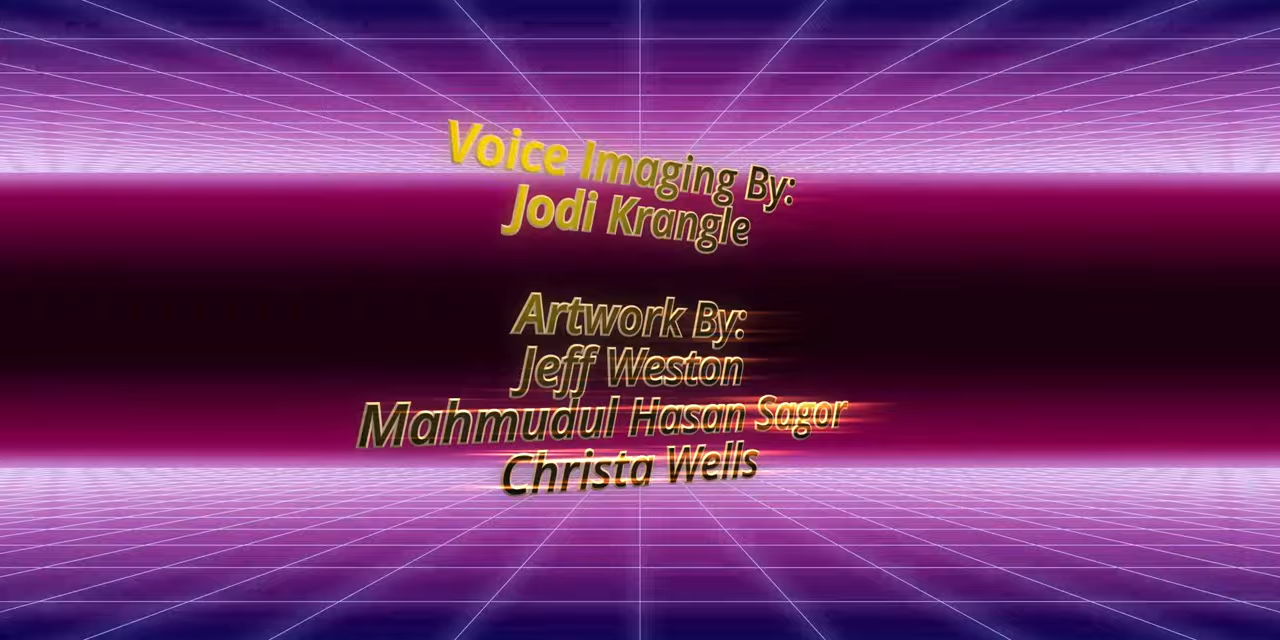 Voice Imaging By:
Jodi Krangle
Artwork By:
Jeff Weston
Mahmudul Hasan Sagor
Christa Wells